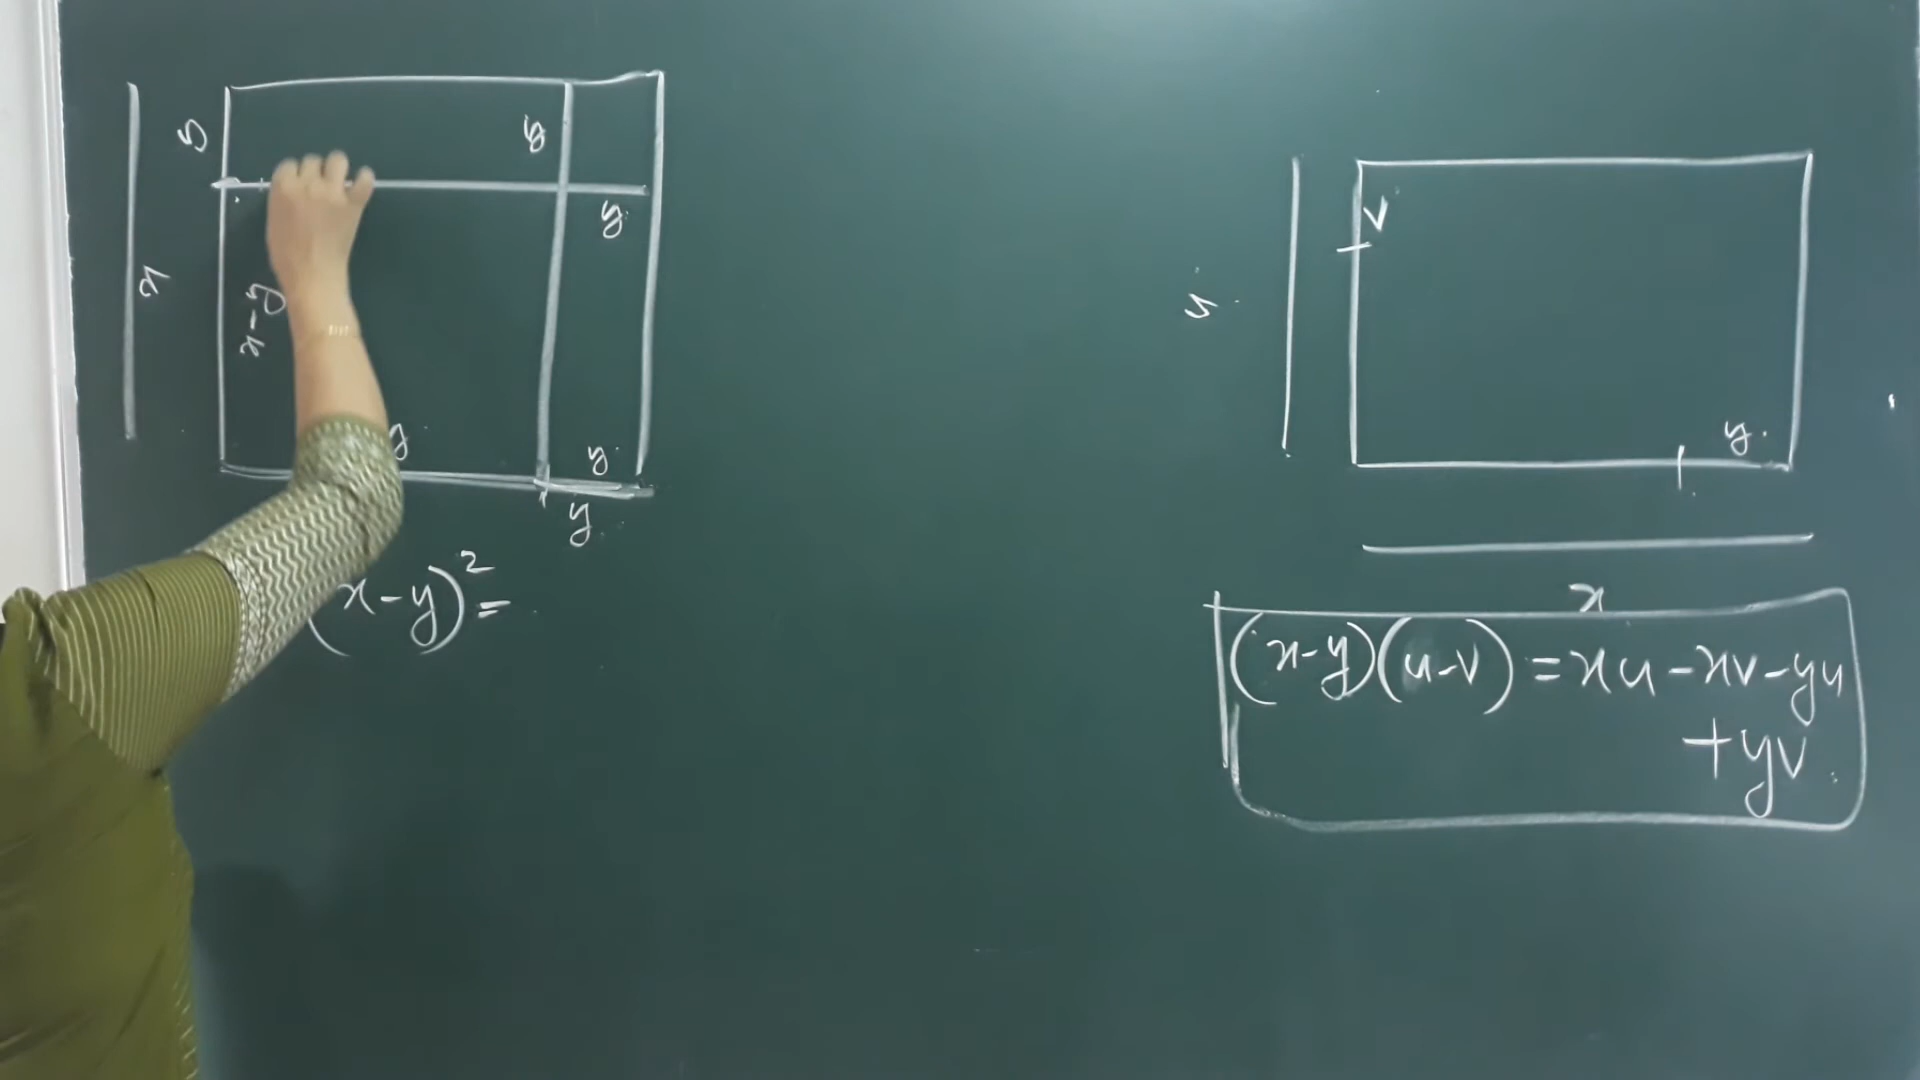 y
y
x
y
x-y
y
y
y
(x-y)² =
v
u
y
x
(x-y)(u-v) = xu - xv - yu
+ yv